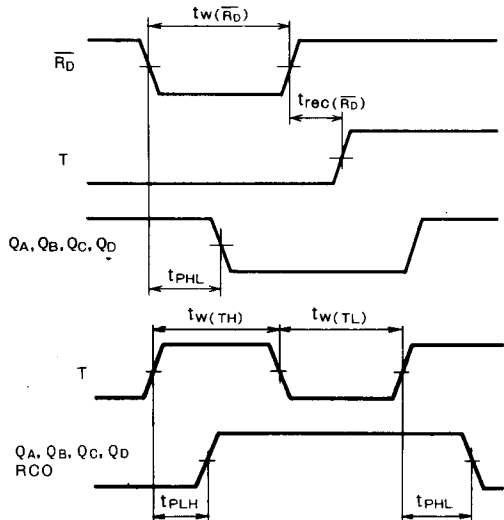 tw(R̅D̅)
R̅D̅
trec(R̅D̅)
T
QA, QB, QC, QD
tPHL
tw(TH) tw(TL)
T
QA, QB, QC, QD
RCO
tPLH tPHL